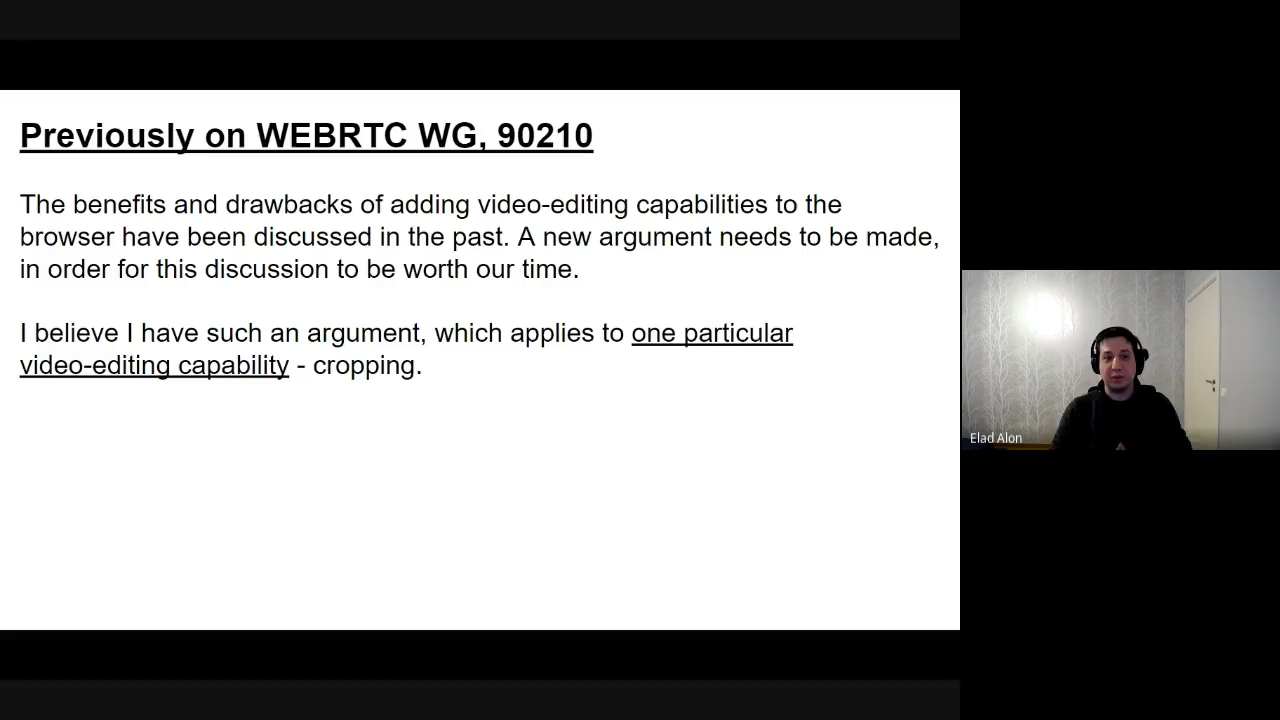 Previously on WEBRTC WG, 90210
The benefits and drawbacks of adding video-editing capabilities to the
browser have been discussed in the past. A new argument needs to be made,
in order for this discussion to be worth our time.
I believe I have such an argument, which applies to one particular
video-editing capability - cropping.
Elad Alon